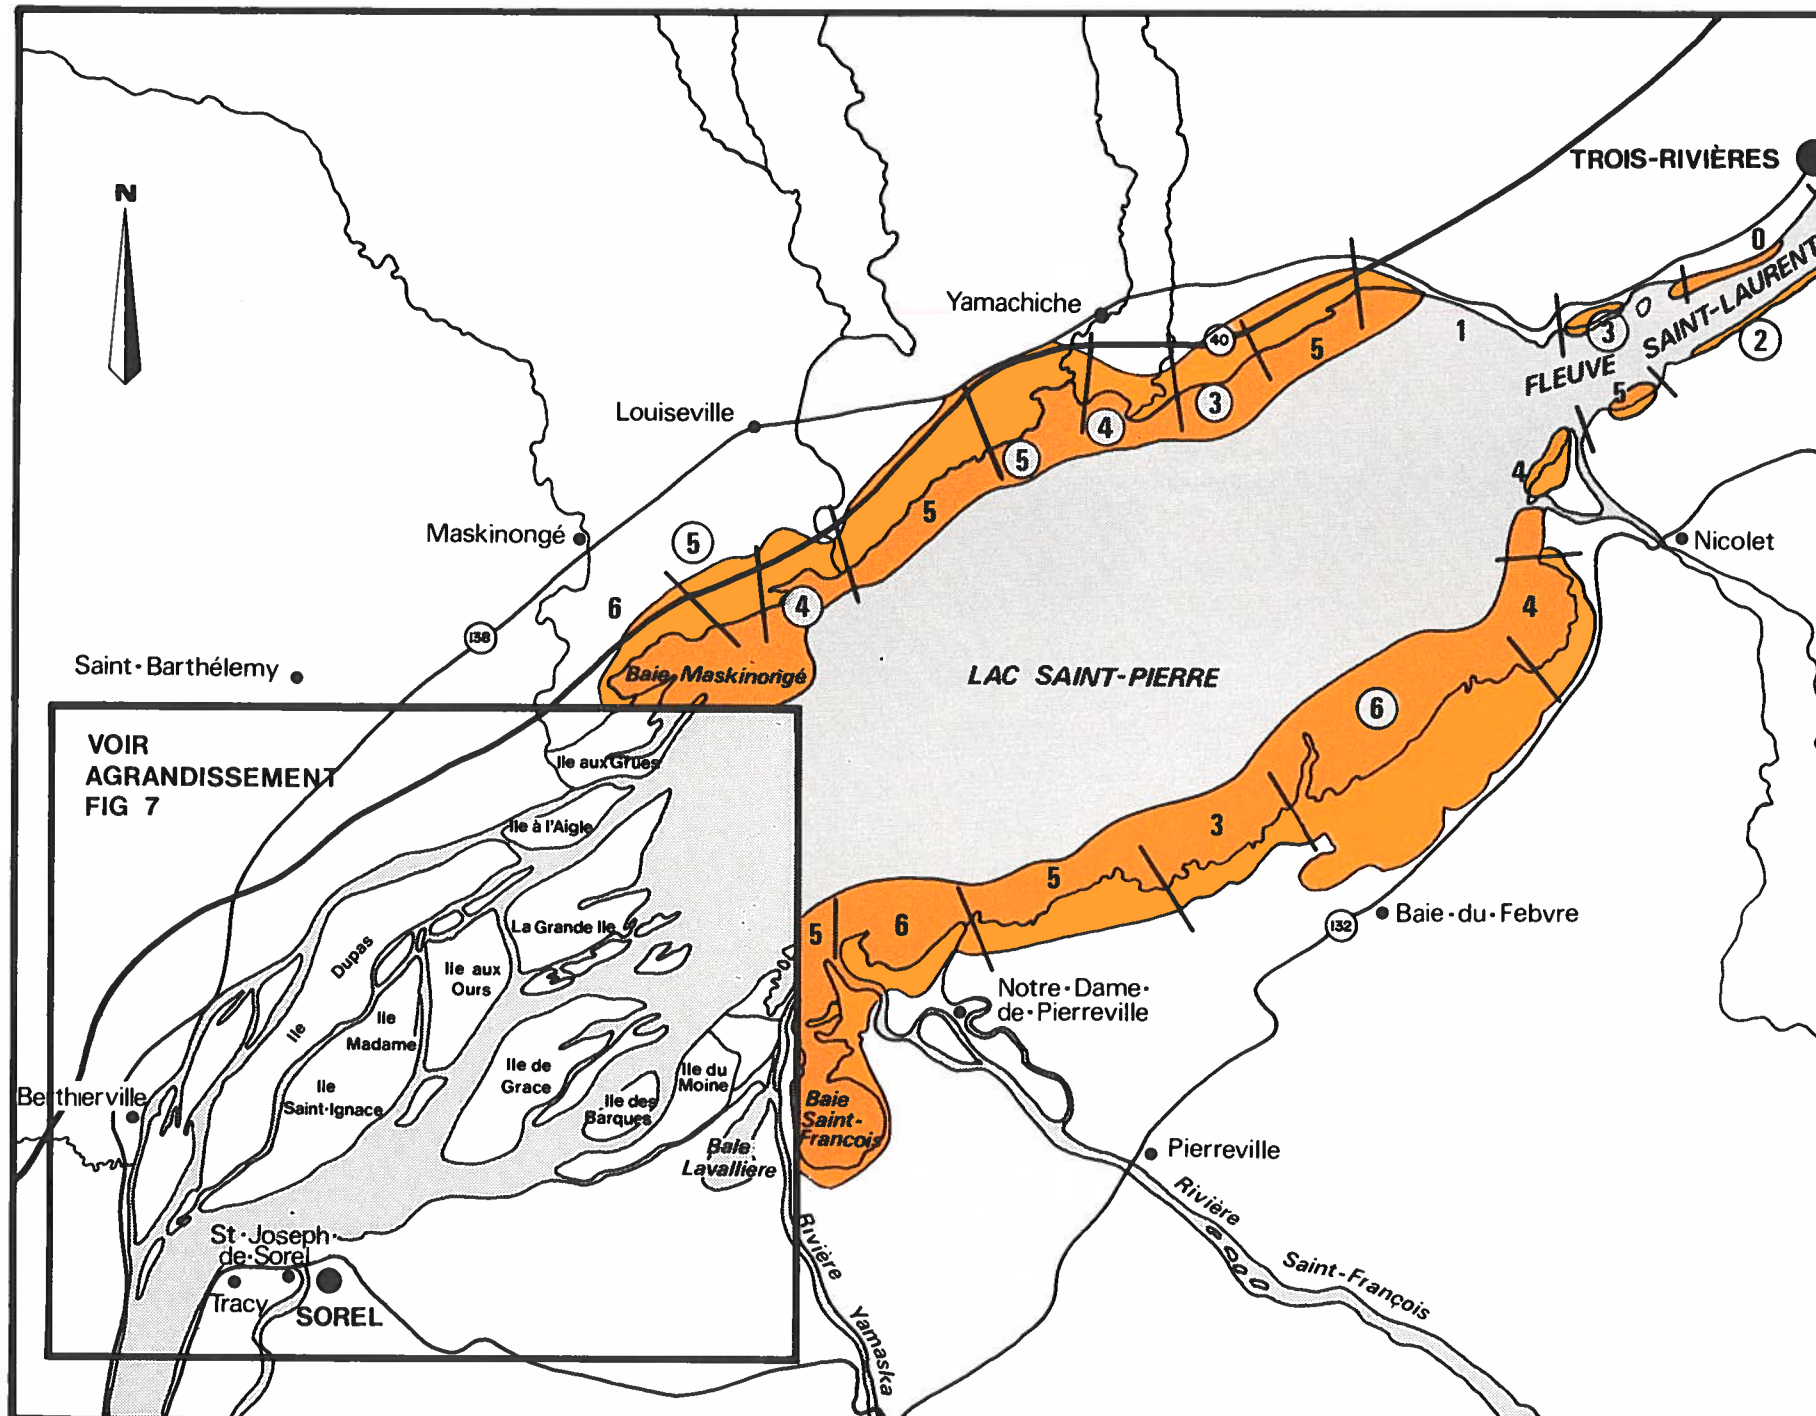 N
TROIS-RIVIÈRES
0
FLEUVE SAINT-LAURENT
3
2
5
1
Yamachiche
40
5
3
4
5
5
Louiseville
Maskinongé
5
4
6
138
Saint-Barthélemy
Baie Maskinongé
LAC SAINT-PIERRE
4
Nicolet
4
6
3
5
6
5
132
Baie-du-Febvre
Notre-Dame-
de-Pierreville
Pierreville
Rivière Saint-François
Baie
Saint-
François
Rivière Yamaska
VOIR
AGRANDISSEMENT
FIG 7
Ile aux Grues
Ile à l'Aigle
La Grande Ile
Ile Dupas
Ile aux
Ours
Ile
Madame
Ile
Saint-Ignace
Ile de
Grace
Ile des
Barques
Ile du
Moine
Baie
Lavallière
Berthierville
St-Joseph-
de-Sorel
Tracy
SOREL